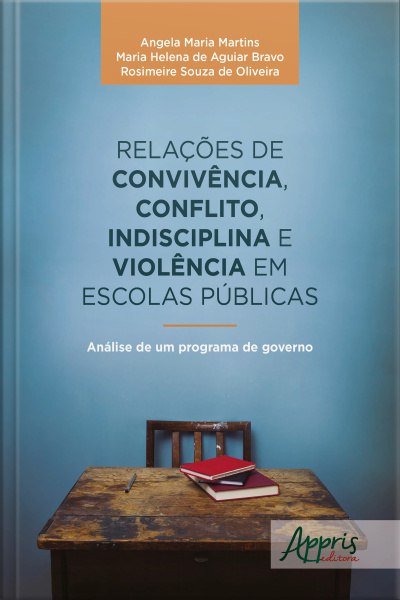 Angela Maria Martins
Maria Helena de Aguiar Bravo
Rosimeire Souza de Oliveira
RELAÇÕES DE
CONVIVÊNCIA,
CONFLITO,
INDISCIPLINA E
VIOLÊNCIA EM
ESCOLAS PÚBLICAS
Análise de um programa de governo
Appris
editora